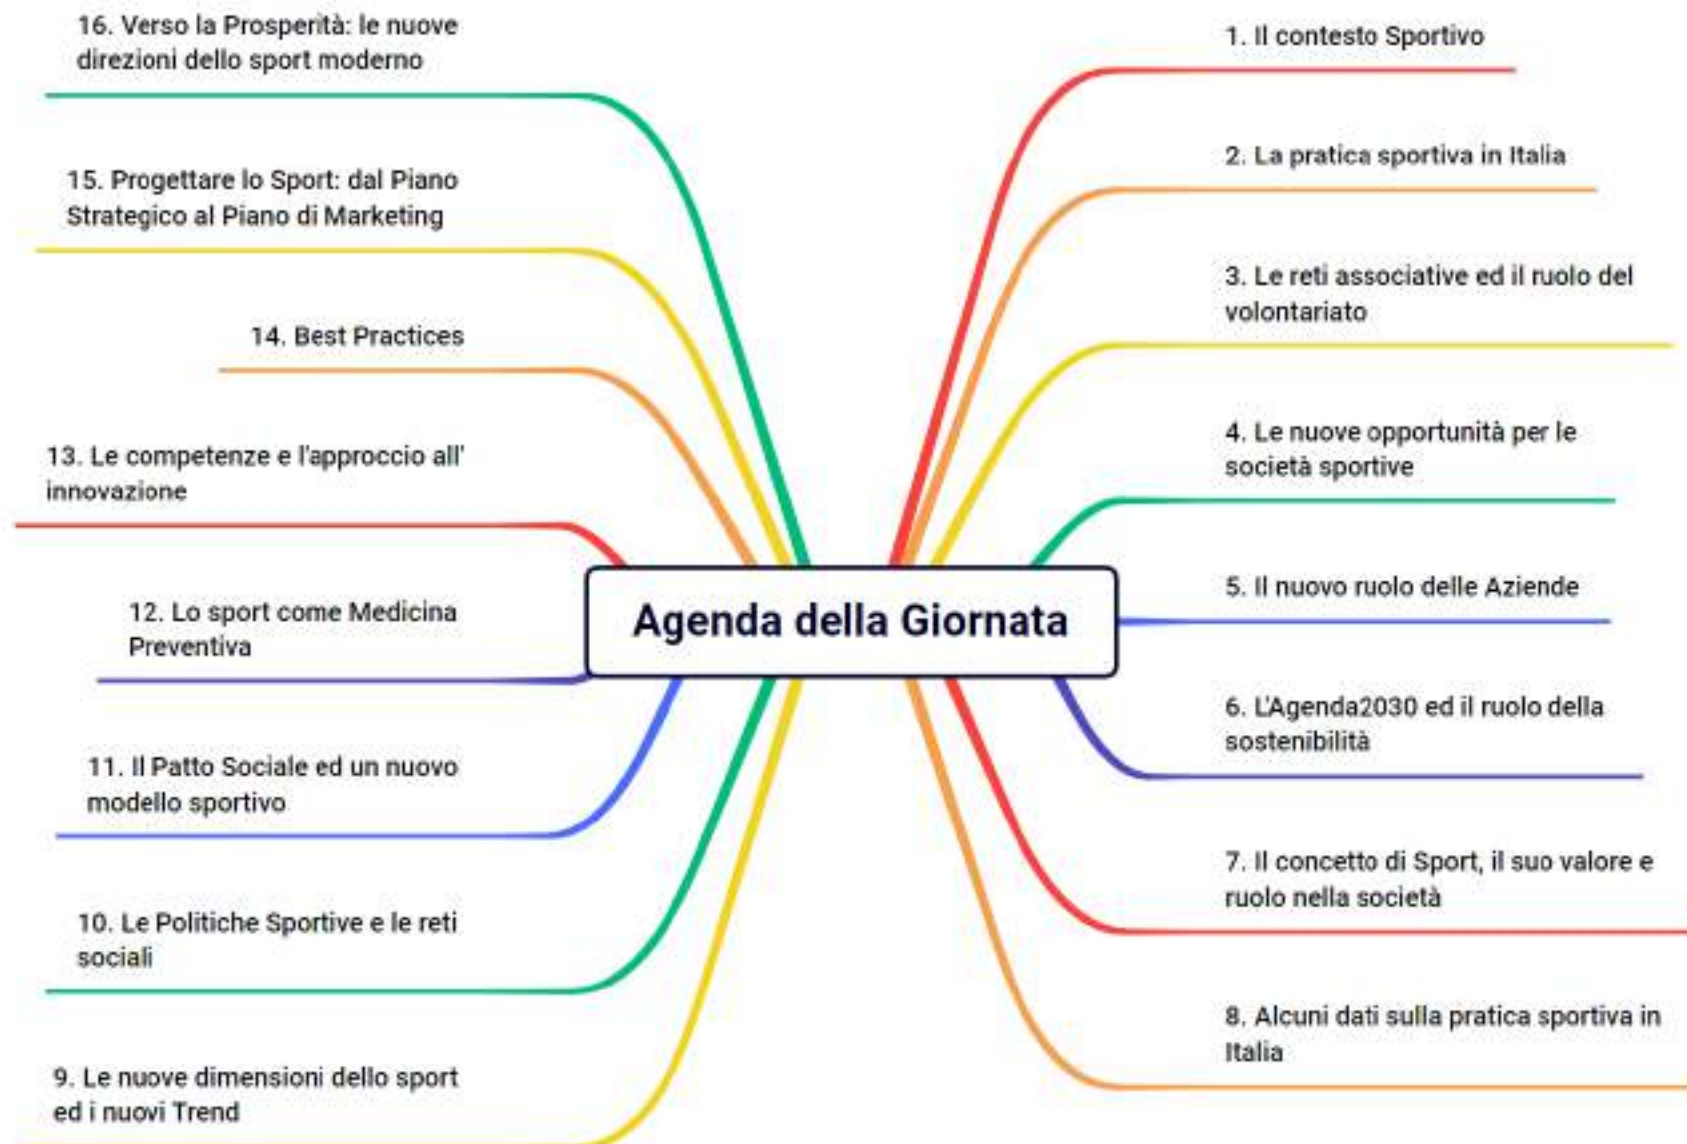 Agenda della Giornata
1. Il contesto Sportivo
2. La pratica sportiva in Italia
3. Le reti associative ed il ruolo del
volontariato
4. Le nuove opportunità per le
società sportive
5. Il nuovo ruolo delle Aziende
6. L'Agenda2030 ed il ruolo della
sostenibilità
7. Il concetto di Sport, il suo valore e
ruolo nella società
8. Alcuni dati sulla pratica sportiva in
Italia
9. Le nuove dimensioni dello sport
ed i nuovi Trend
10. Le Politiche Sportive e le reti
sociali
11. Il Patto Sociale ed un nuovo
modello sportivo
12. Lo sport come Medicina
Preventiva
13. Le competenze e l'approccio all'
innovazione
14. Best Practices
15. Progettare lo Sport: dal Piano
Strategico al Piano di Marketing
16. Verso la Prosperità: le nuove
direzioni dello sport moderno